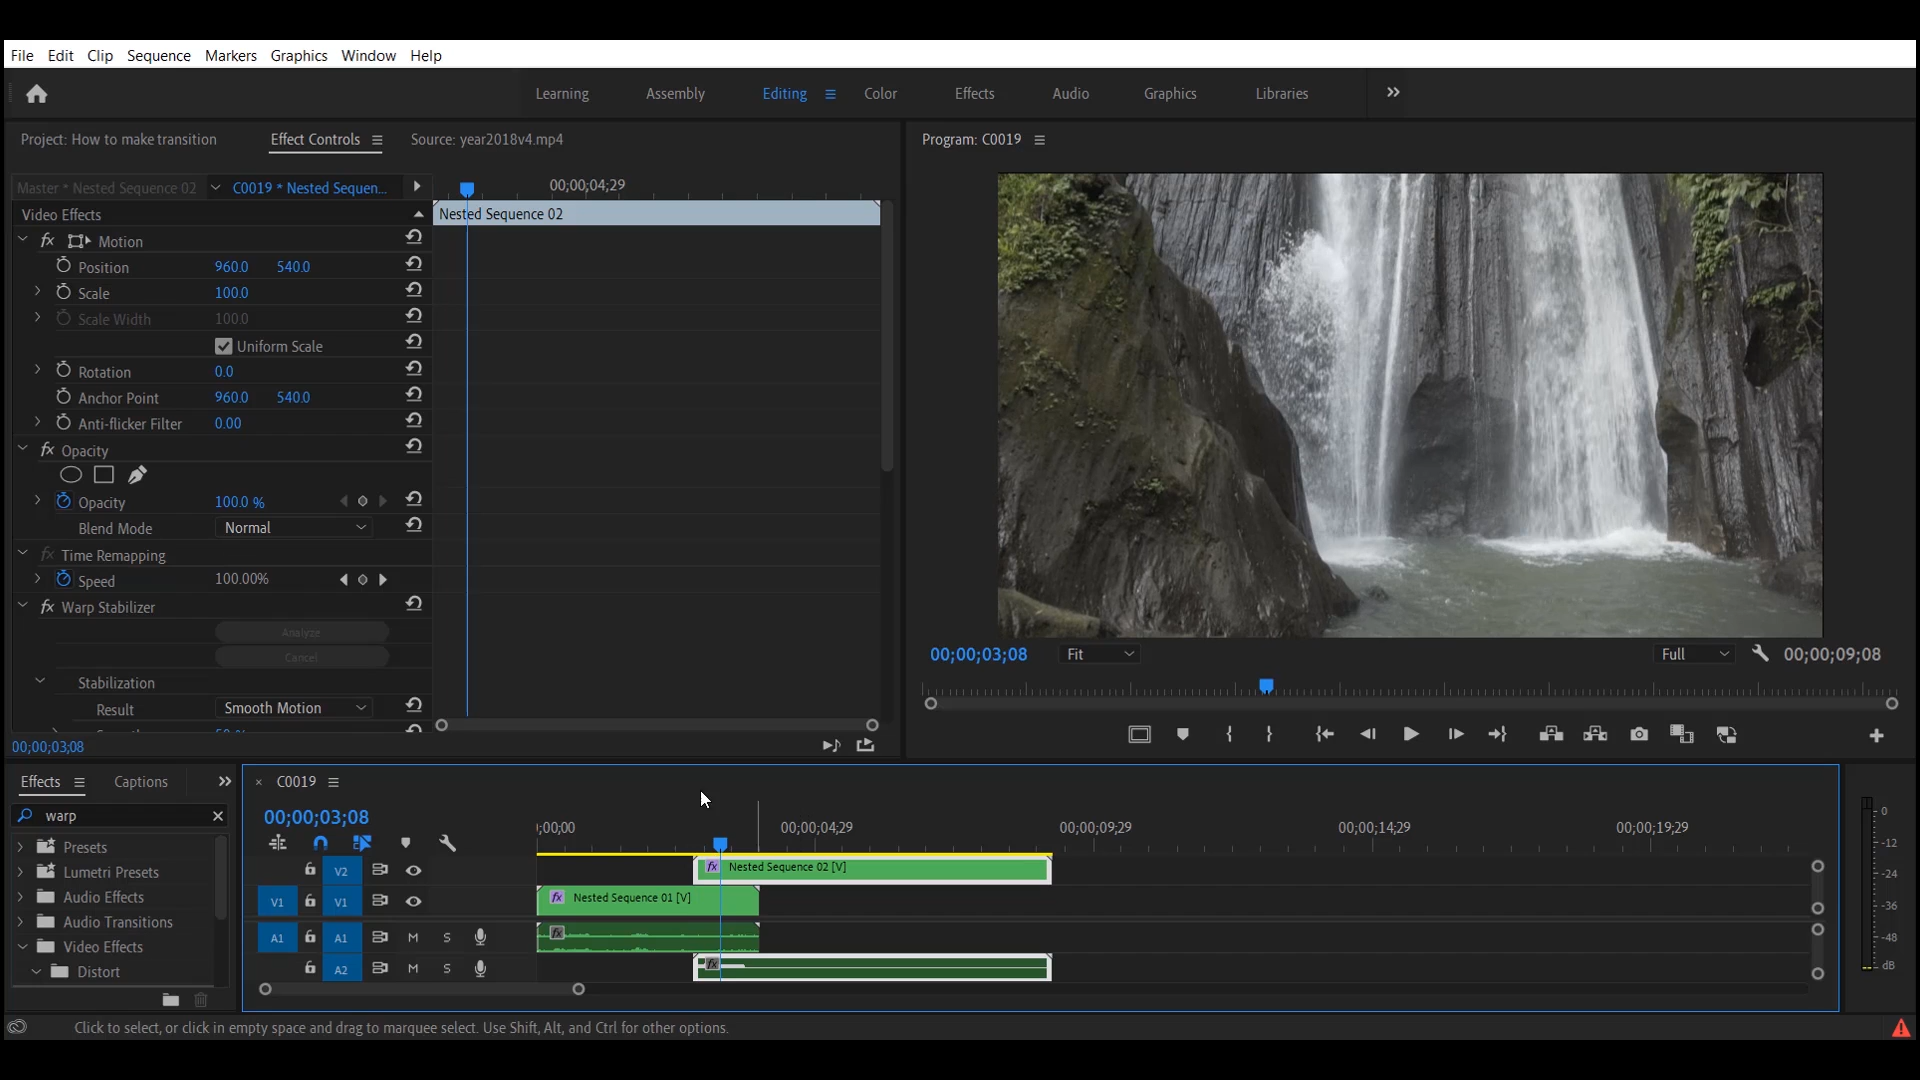 File Edit Clip Sequence Markers Graphics Window Help
Learning Assembly Editing Color Effects Audio Graphics Libraries
Project: How to make transition Effect Controls Source: year2018v4.mp4
Program: C0019
Master * Nested Sequence 02 C0019 * Nested Sequen... 00;00;04;29
Video Effects Nested Sequence 02
fx Motion
Position 960.0 540.0
Scale 100.0
Scale Width 100.0
Uniform Scale
Rotation 0.0
Anchor Point 960.0 540.0
Anti-flicker Filter 0.00
fx Opacity
Opacity 100.0 %
Blend Mode Normal
fx Time Remapping
Speed 100.00%
fx Warp Stabilizer
Analyze
Cancel
Stabilization
Result Smooth Motion
00;00;03;08
00;00;03;08 Fit Full 00;00;09;08
Effects Captions
warp
Presets
Lumetri Presets
Audio Effects
Audio Transitions
Video Effects
Distort
C0019
00;00;03;08
;00;00 00;00;04;29 00;00;09;29 00;00;14;29 00;00;19;29
V2 fx Nested Sequence 02 [V]
V1 V1 fx Nested Sequence 01 [V]
A1 A1 M S fx
A2 M S fx
0
-12
-24
-36
-48
dB
Click to select, or click in empty space and drag to marquee select. Use Shift, Alt, and Ctrl for other options.